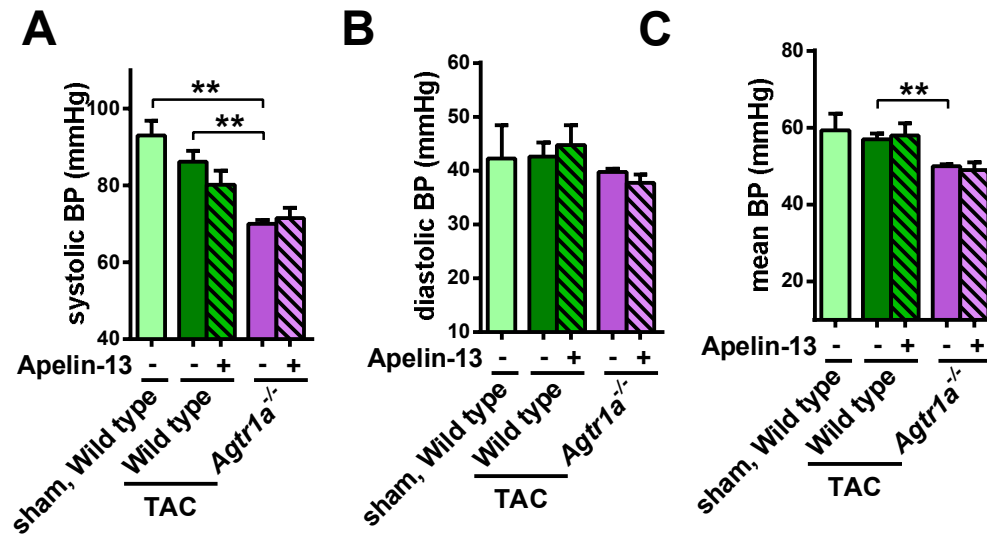 A
systolic BP (mmHg)
100
80
60
40
**
**
Apelin-13 - - + - +
sham, Wild type
Wild type
Agtr1a-/-
TAC
B
diastolic BP (mmHg)
60
50
40
30
20
10
Apelin-13 - - + - +
sham, Wild type
Wild type
Agtr1a-/-
TAC
C
mean BP (mmHg)
80
60
40
20
**
Apelin-13 - - + - +
sham, Wild type
Wild type
Agtr1a-/-
TAC